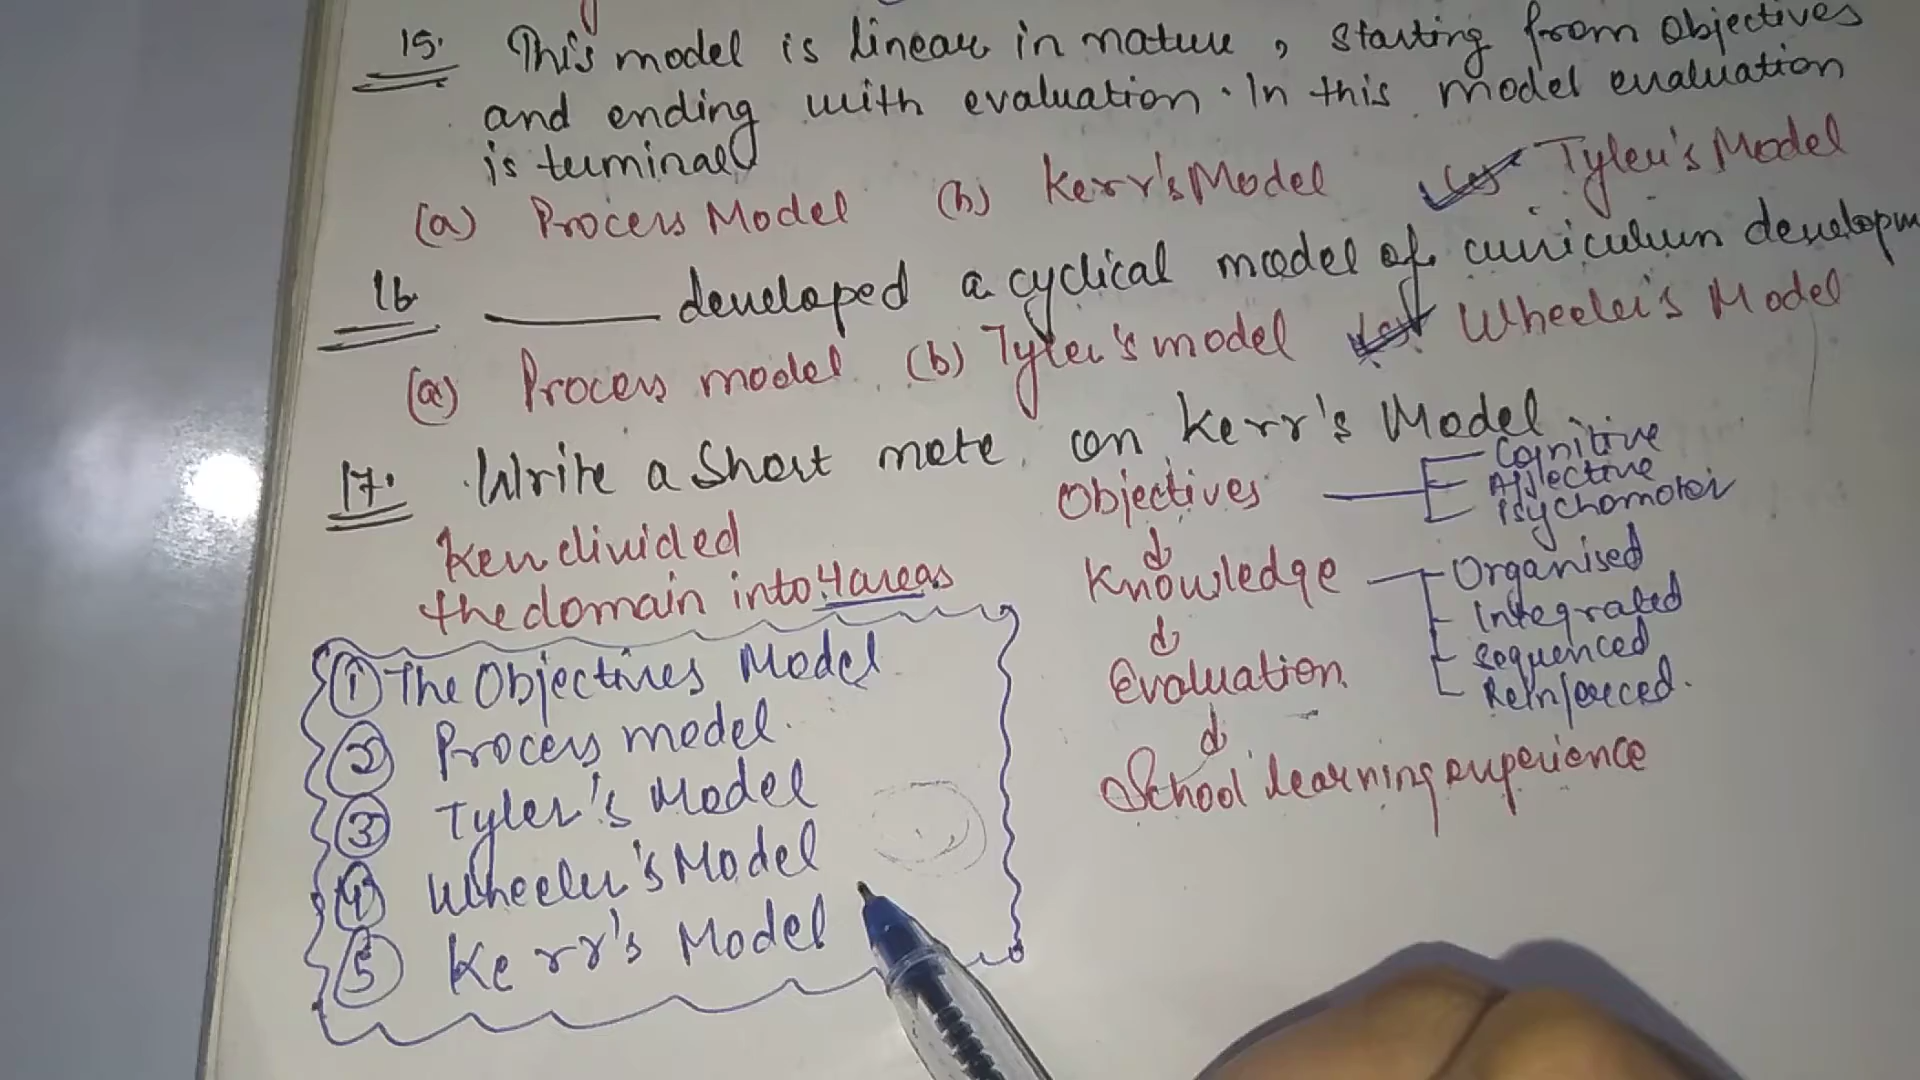 15. This model is linear in nature, starting from objectives
and ending with evaluation. In this model evaluation
is terminal
(a) Process Model (b) Kerr's Model (c) Tyler's Model
16. ______ developed a cyclical model of curriculum developm
(a) Process model (b) Tyler's model (c) Wheeler's Model
17. Write a Short note on Kerr's Model
Kerr divided
the domain into 4 areas
① The Objectives Model
② Process model.
③ Tyler's Model
④ Wheeler's Model
⑤ Kerr's Model
Objectives
Cognitive
Affective
Psychomotor
Knowledge
Organised
Integrated
Sequenced
Reinforced.
Evaluation
School learning experience